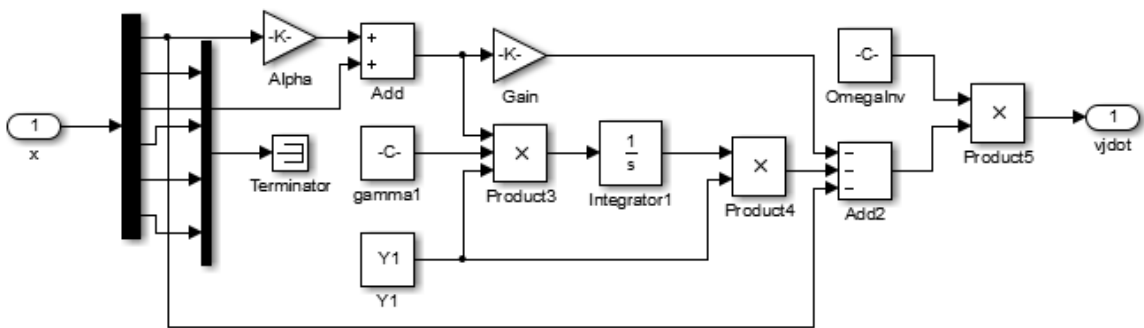 1
x
-K-
Alpha
+
+
Add
-K-
Gain
-C-
OmegaInv
×
Product5
1
vjdot
Terminator
-C-
gamma1
×
Product3
1
s
Integrator1
×
Product4
−
−
−
Add2
Y1
Y1